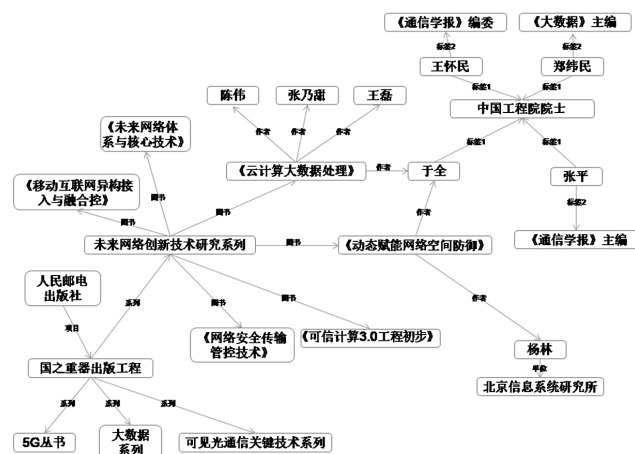 《通信学报》编委
《大数据》主编
标签2
标签2
王怀民
郑纬民
标签1
标签1
陈伟
张乃甜
王磊
中国工程院院士
《未来网络体
系与核心技术》
作者
作者
作者
标签1
标签1
《云计算大数据处理》
作者
于全
张平
《移动互联网异构接
入与融合控》
图书
图书
图书
作者
标签2
未来网络创新技术研究系列
图书
《动态赋能网络空间防御》
《通信学报》主编
人民邮电
出版社
系列
图书
图书
作者
项目
《网络安全传输
管控技术》
《可信计算3.0工程初步》
杨林
国之重器出版工程
单位
北京信息系统研究所
系列
系列
系列
5G丛书
大数据
系列
可见光通信关键技术系列